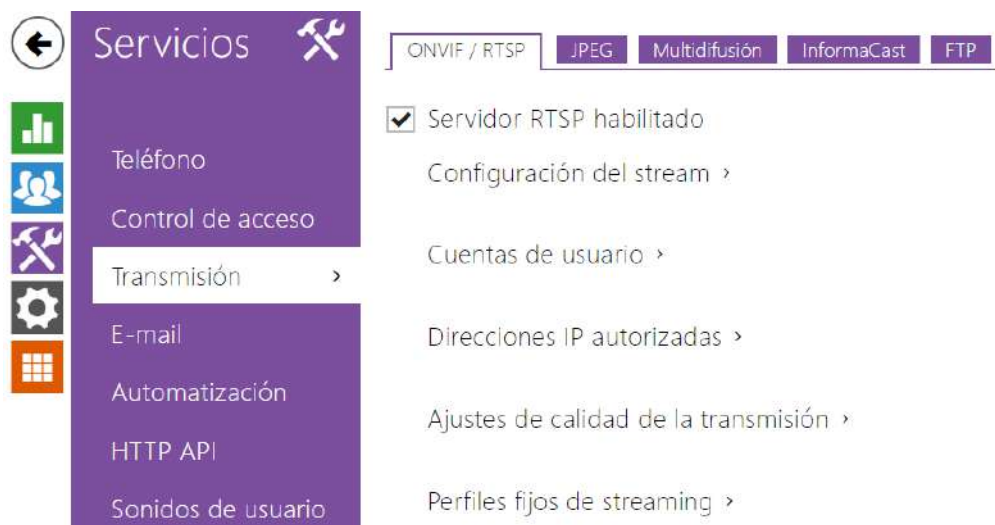 Servicios
Teléfono
Control de acceso
Transmisión
E-mail
Automatización
HTTP API
Sonidos de usuario
ONVIF / RTSP
JPEG
Multidifusión
InformaCast
FTP
Servidor RTSP habilitado
Configuración del stream
Cuentas de usuario
Direcciones IP autorizadas
Ajustes de calidad de la transmisión
Perfiles fijos de streaming